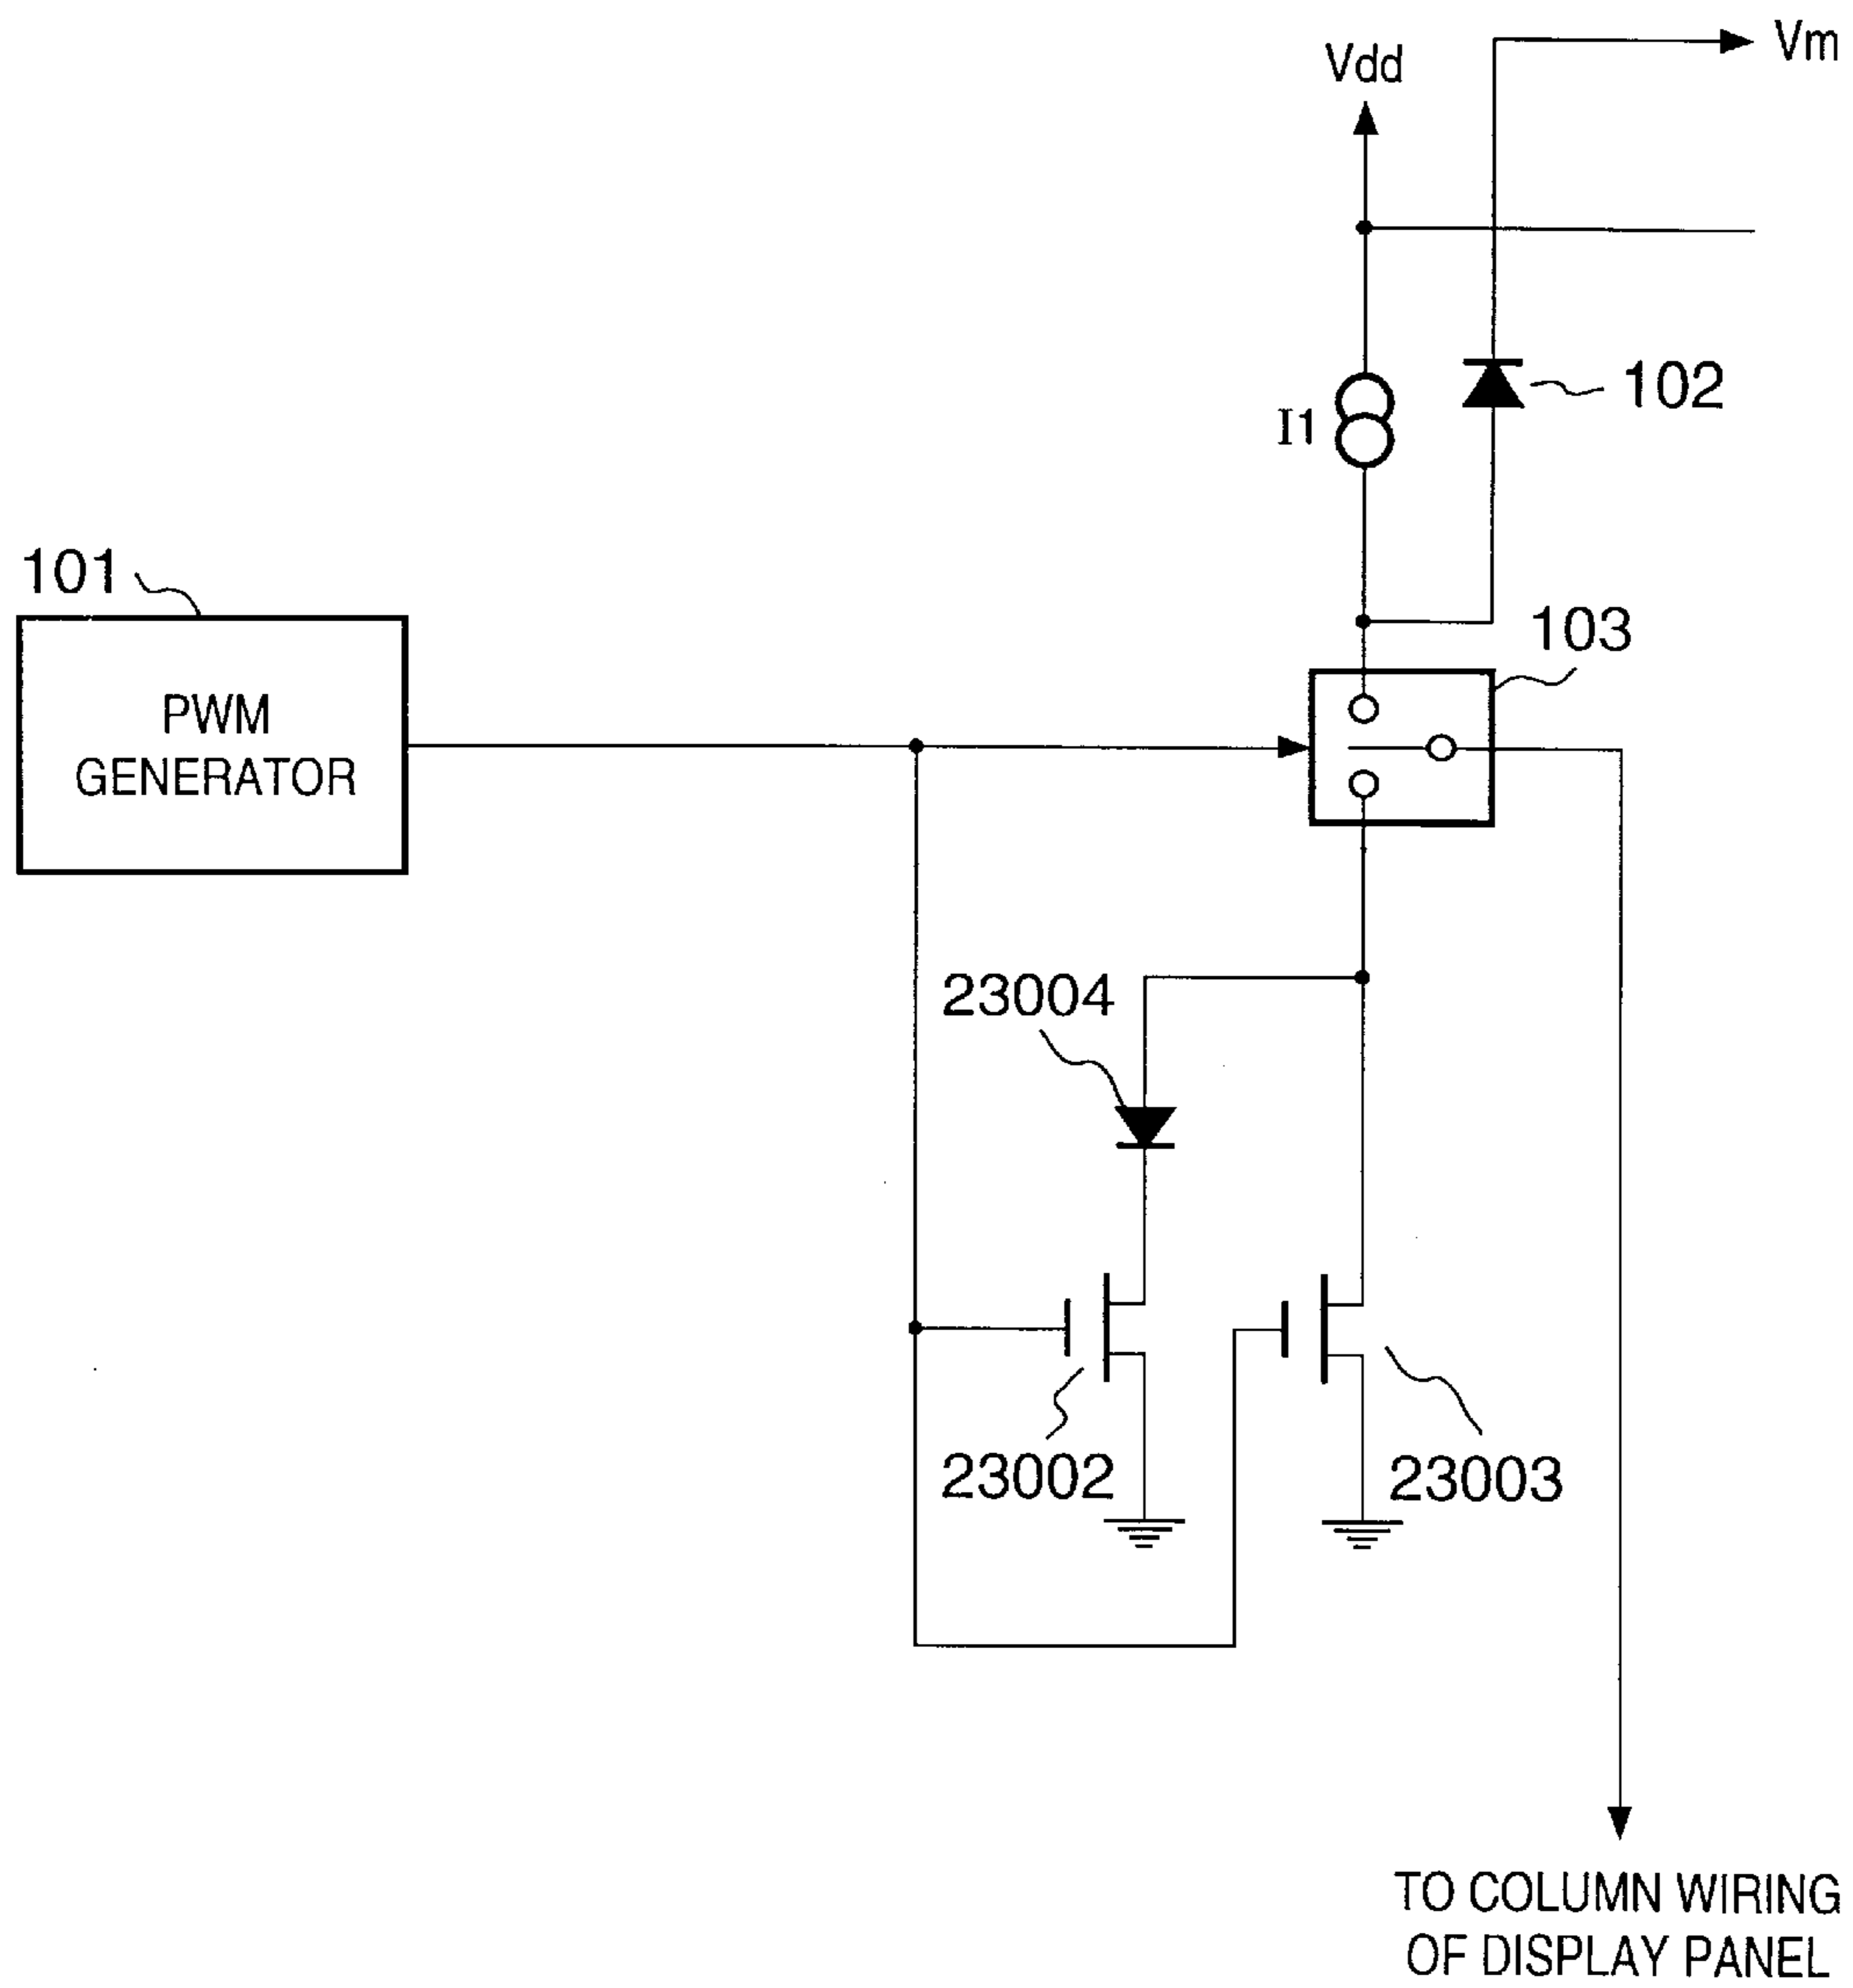 Vm
Vdd
102
I1
101
103
PWM
GENERATOR
23004
23002
23003
TO COLUMN WIRING
OF DISPLAY PANEL